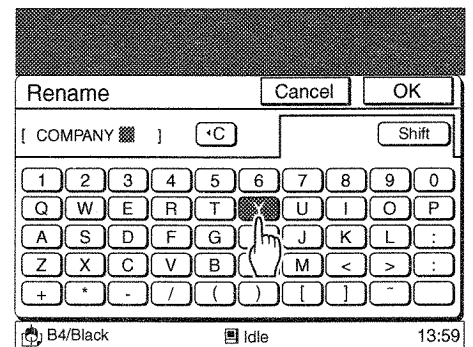 Rename Cancel OK
[ COMPANY ] C Shift
1 2 3 4 5 6 7 8 9 0
Q W E R T Y U I O P
A S D F G J K L :
Z X C V B M < > :
+ * - / ( ) [ ] ~
B4/Black Idle 13:59